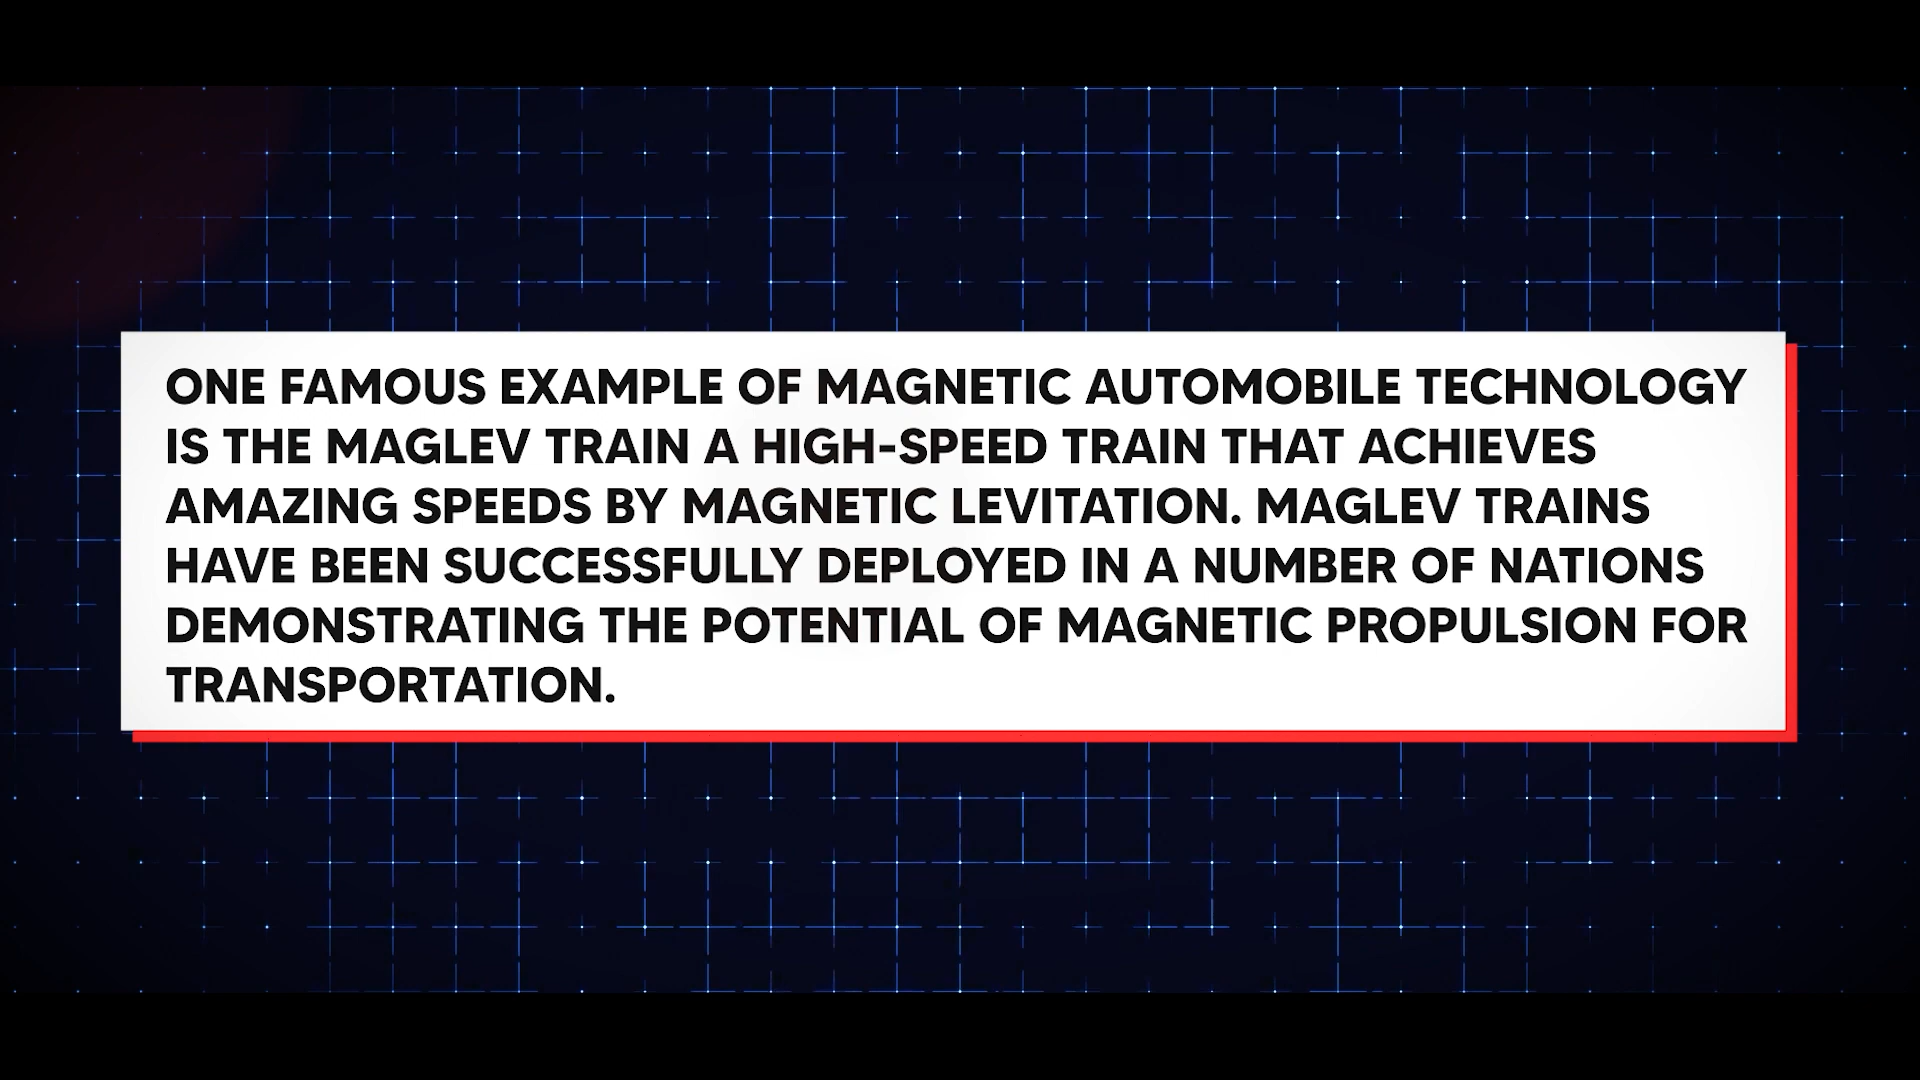 ONE FAMOUS EXAMPLE OF MAGNETIC AUTOMOBILE TECHNOLOGY
IS THE MAGLEV TRAIN A HIGH-SPEED TRAIN THAT ACHIEVES
AMAZING SPEEDS BY MAGNETIC LEVITATION. MAGLEV TRAINS
HAVE BEEN SUCCESSFULLY DEPLOYED IN A NUMBER OF NATIONS
DEMONSTRATING THE POTENTIAL OF MAGNETIC PROPULSION FOR
TRANSPORTATION.